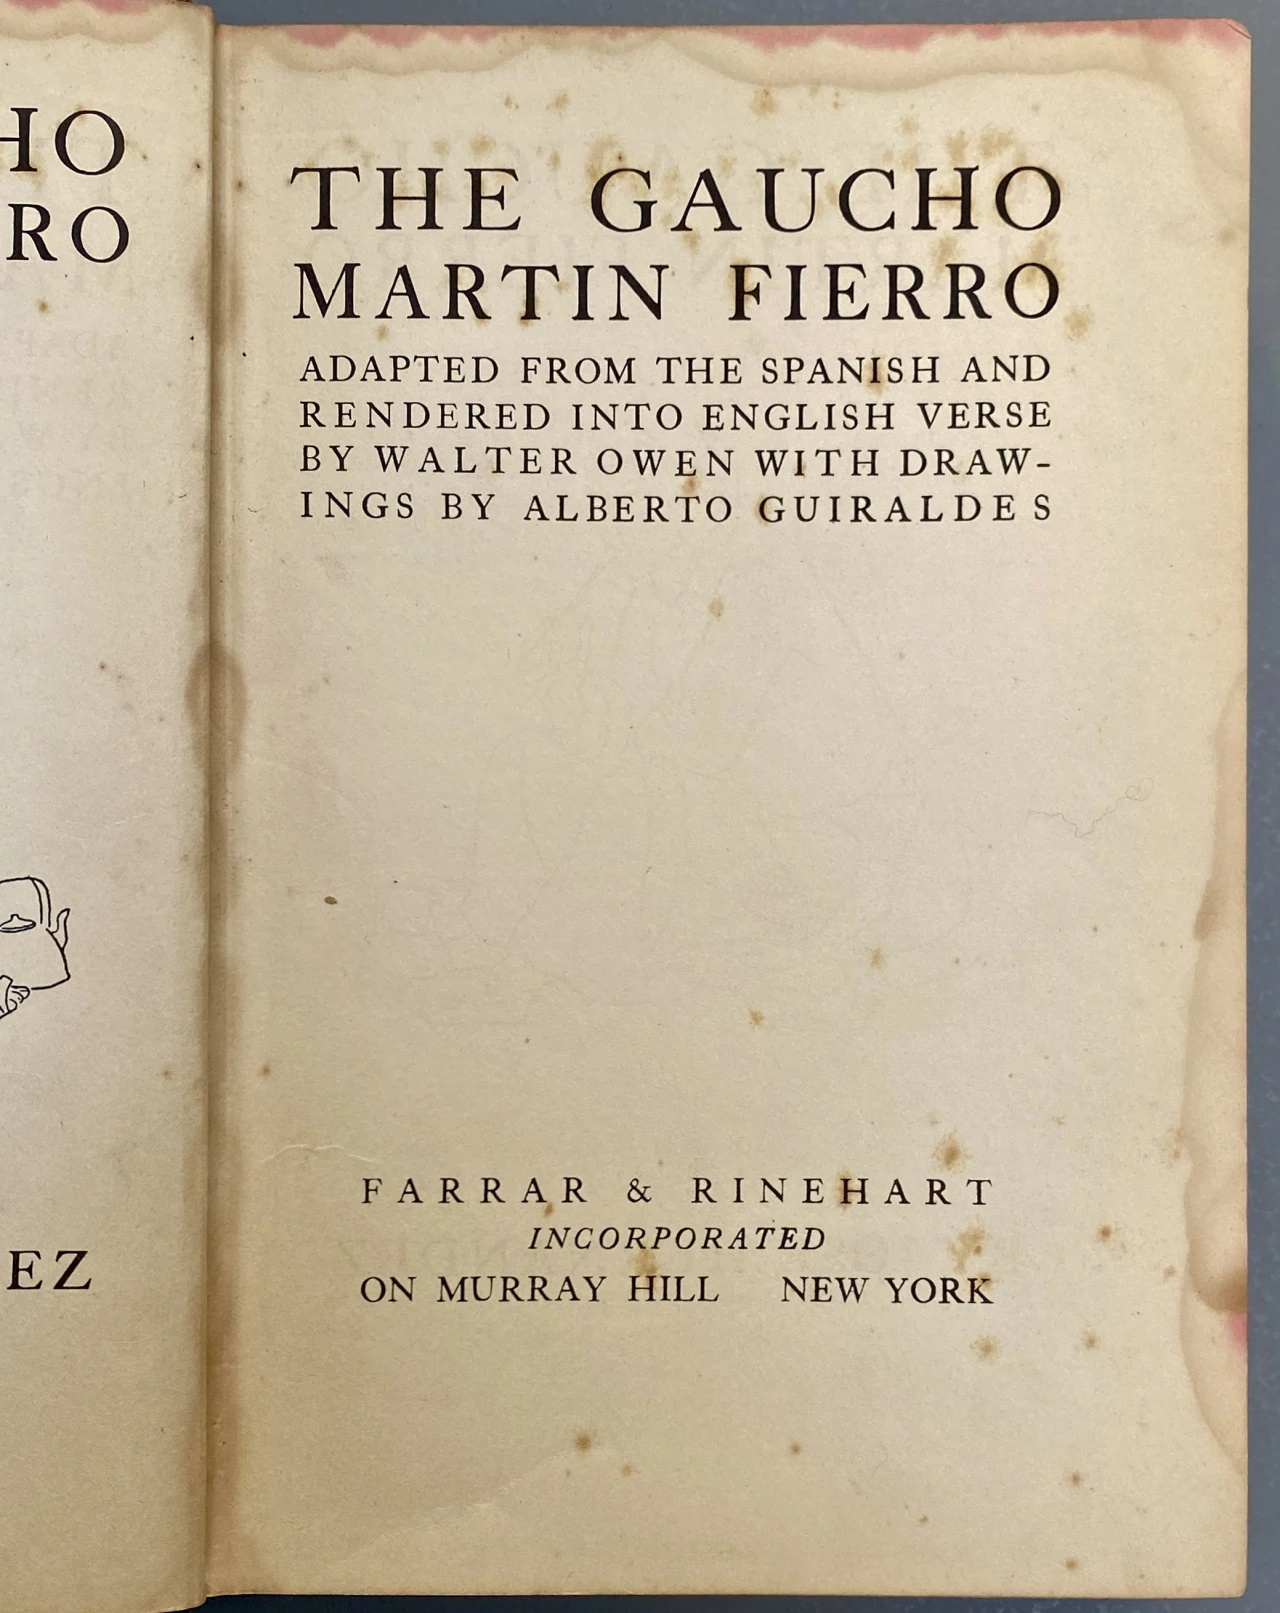 HO
RO
EZ
THE GAUCHO
MARTIN FIERRO
ADAPTED FROM THE SPANISH AND
RENDERED INTO ENGLISH VERSE
BY WALTER OWEN WITH DRAW-
INGS BY ALBERTO GUIRALDES
FARRAR & RINEHART
INCORPORATED
ON MURRAY HILL NEW YORK